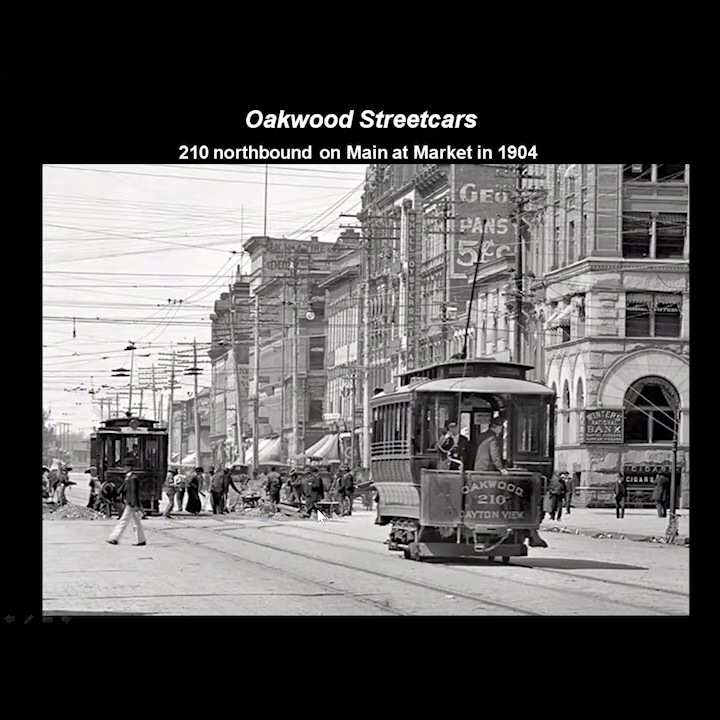 Oakwood Streetcars
210 northbound on Main at Market in 1904
GEO
PANS
5¢
WINTERS
NATIONAL
BANK
CIGARS
CIGARS
OAKWOOD
210
DAYTON VIEW